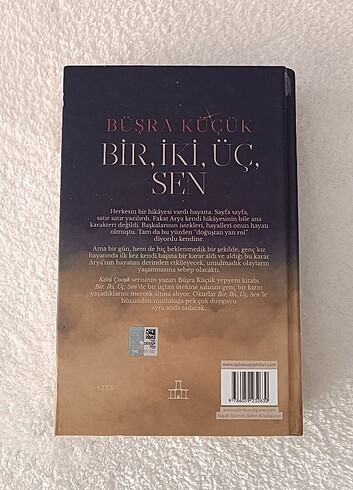 BÜŞRA KÜÇÜK
BİR, İKİ, ÜÇ,
SEN
Herkesin bir hikâyesi vardı hayatta. Sayfa sayfa,
satır satır yazılırdı. Fakat Arya kendi hikâyesinin bile ana
karakteri değildi. Başkalarının istekleri, hayalleri onun hayatı
olmuştu. Tam da bu yüzden "doğuştan yan rol"
diyordu kendine.
Ama bir gün, hem de hiç beklenmedik bir şekilde, genç kız
hayatında ilk kez kendi başına bir karar aldı ve aldığı bu karar
Arya'nın hayatını derinden etkileyecek, umulmadık olayların
yaşanmasına sebep olacaktı.
Kötü Çocuk serisinin yazarı Büşra Küçük yepyeni kitabı
Bir, İki, Üç, Sen'de bir uçtan ötekine salınan genç bir kızın
yaşadıklarını mercek altına alıyor. Okurlar Bir, İki, Üç, Sen'le
hüzünden mutluluğa pek çok duyguyu
aynı anda tadacak.
www.ephesusyayinlari.com